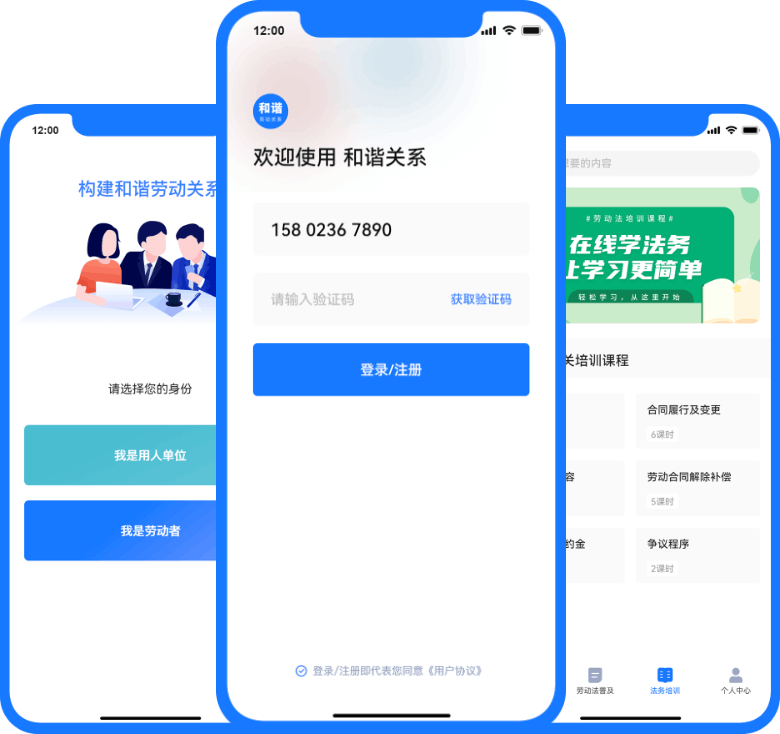 12:00
构建和谐劳动关系
请选择您的身份
我是用人单位
我是劳动者
12:00
和谐
劳动关系
欢迎使用 和谐关系
158 0236 7890
请输入验证码
获取验证码
登录/注册
登录/注册即代表您同意《用户协议》
要的内容
#劳动法培训课程#
在线学法务
让学习更简单
轻松学习，从这里开始
关培训课程
合同履行及变更
6课时
容
劳动合同解除补偿
5课时
约金
争议程序
2课时
劳动法普及
法务培训
个人中心